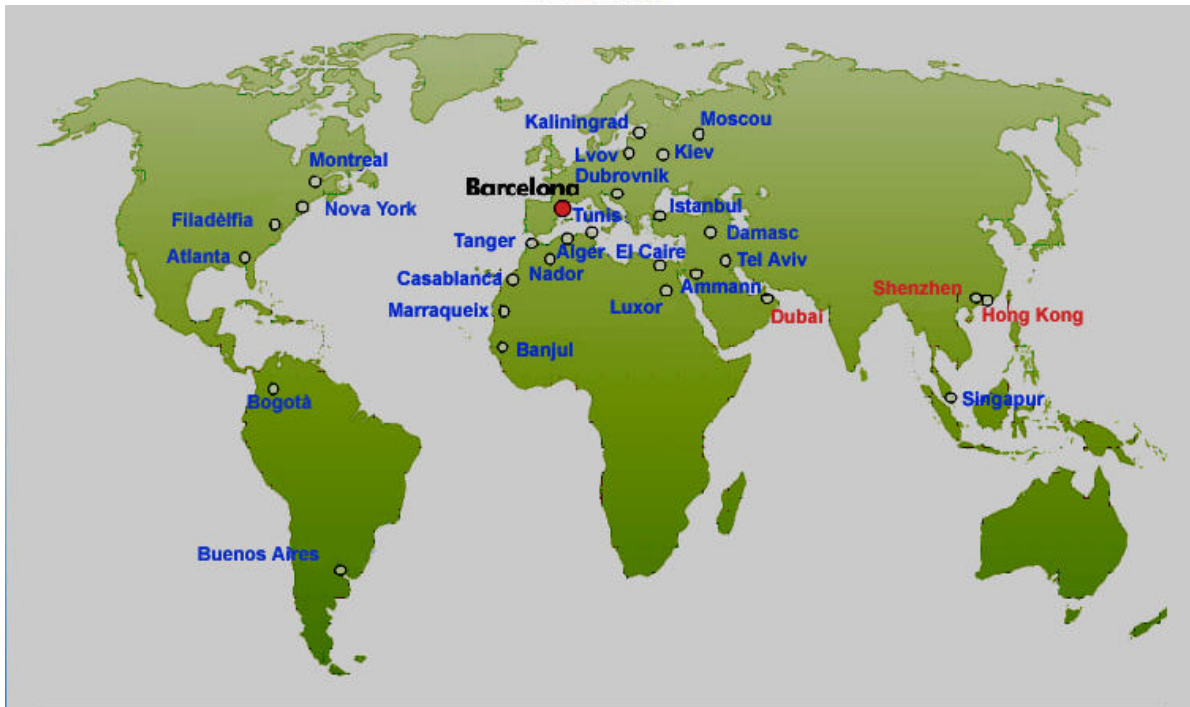 Kaliningrad
Moscou
Lvov
Kiev
Montreal
Dubrovnik
Barcelona
Nova York
Istanbul
Tunis
Filadèlfia
Damasc
Tanger
Alger
El Caire
Atlanta
Tel Aviv
Nador
Casablanca
Ammann
Shenzhen
Luxor
Marraqueix
Dubai
Hong Kong
Banjul
Bogotà
Singapur
Buenos Aires